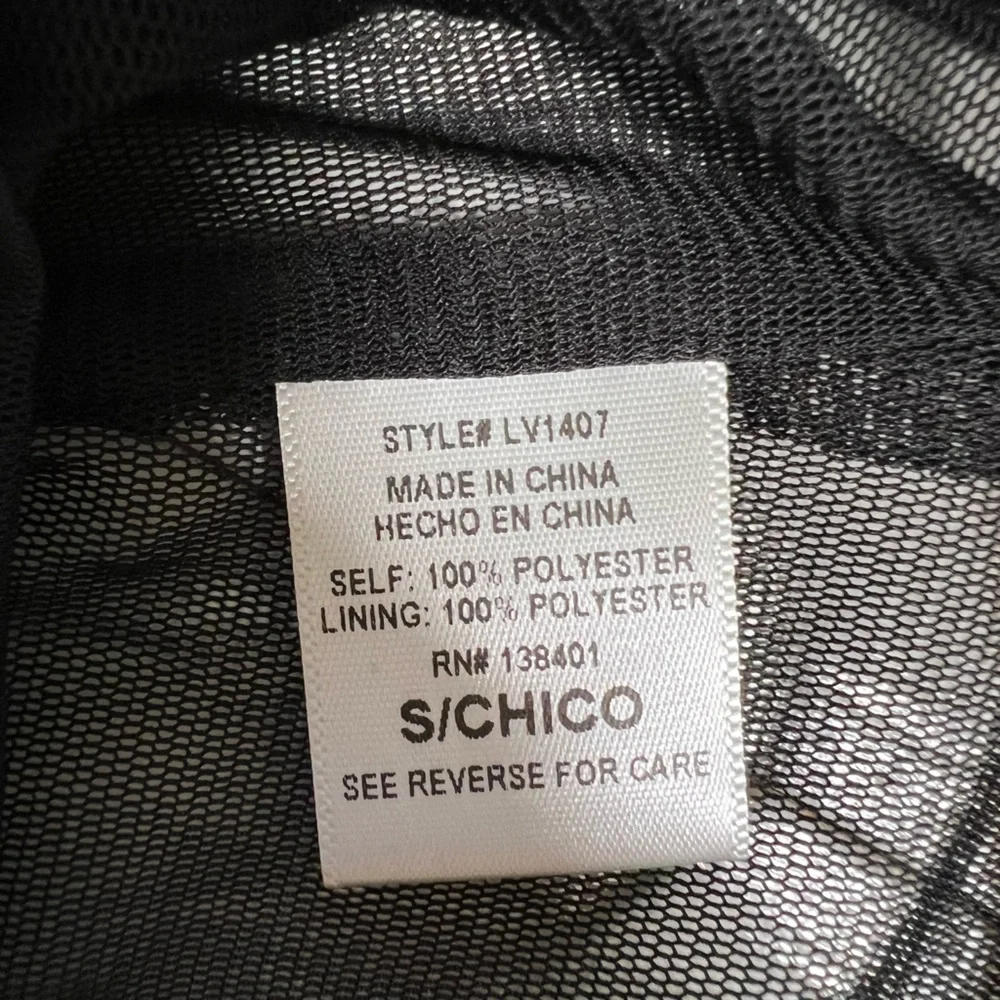 STYLE# LV1407
MADE IN CHINA
HECHO EN CHINA
SELF: 100% POLYESTER
LINING: 100% POLYESTER
RN# 138401
S/CHICO
SEE REVERSE FOR CARE